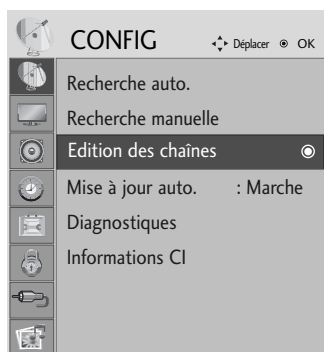 CONFIG Déplacer OK
Recherche auto.
Recherche manuelle
Edition des chaînes
Mise à jour auto. : Marche
Diagnostiques
Informations CI